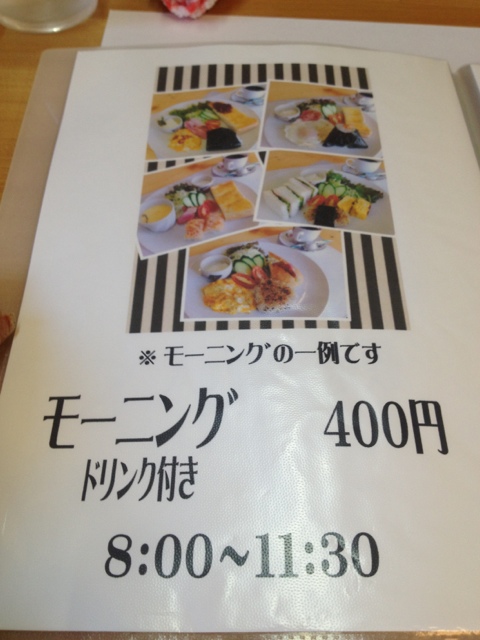 ※ モーニングの一例です
モーニング 400円
ドリンク付き
8:00~11:30